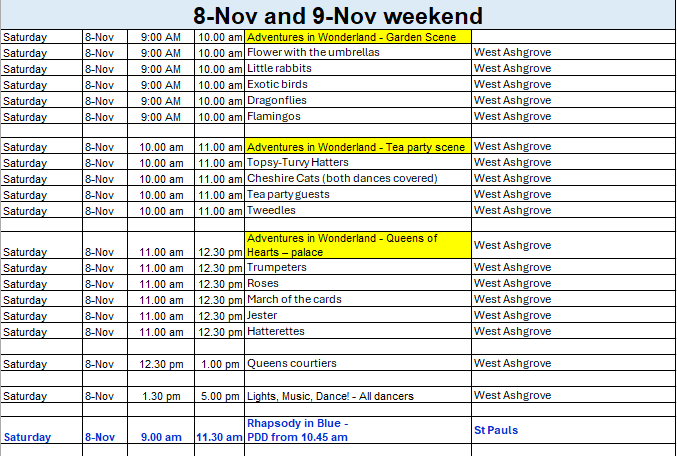 8-Nov and 9-Nov weekend
Saturday 8-Nov 9:00 AM 10.00 am Adventures in Wonderland - Garden Scene
Saturday 8-Nov 9:00 AM 10.00 am Flower with the umbrellas West Ashgrove
Saturday 8-Nov 9:00 AM 10.00 am Little rabbits West Ashgrove
Saturday 8-Nov 9:00 AM 10.00 am Exotic birds West Ashgrove
Saturday 8-Nov 9:00 AM 10.00 am Dragonflies West Ashgrove
Saturday 8-Nov 9:00 AM 10.00 am Flamingos West Ashgrove
Saturday 8-Nov 10.00 am 11.00 am Adventures in Wonderland - Tea party scene West Ashgrove
Saturday 8-Nov 10.00 am 11.00 am Topsy-Turvy Hatters West Ashgrove
Saturday 8-Nov 10.00 am 11.00 am Cheshire Cats (both dances covered) West Ashgrove
Saturday 8-Nov 10.00 am 11.00 am Tea party guests West Ashgrove
Saturday 8-Nov 10.00 am 11.00 am Tweedles West Ashgrove
Adventures in Wonderland - Queens of
Saturday 8-Nov 11.00 am 12.30 pm Hearts – palace West Ashgrove
Saturday 8-Nov 11.00 am 12.30 pm Trumpeters West Ashgrove
Saturday 8-Nov 11.00 am 12.30 pm Roses West Ashgrove
Saturday 8-Nov 11.00 am 12.30 pm March of the cards West Ashgrove
Saturday 8-Nov 11.00 am 12.30 pm Jester West Ashgrove
Saturday 8-Nov 11.00 am 12.30 pm Hatterettes West Ashgrove
Saturday 8-Nov 12.30 pm 1.00 pm Queens courtiers West Ashgrove
Saturday 8-Nov 1.30 pm 5.00 pm Lights, Music, Dance! - All dancers West Ashgrove
Rhapsody in Blue -
Saturday 8-Nov 9.00 am 11.30 am PDD from 10.45 am St Pauls